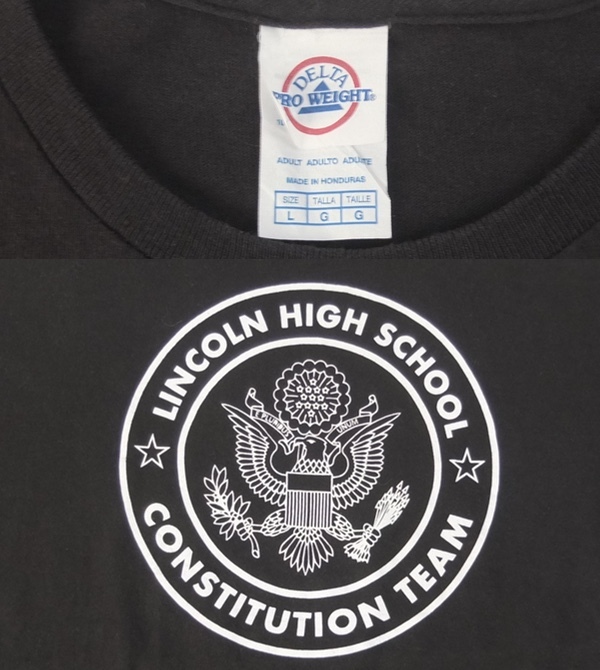 DELTA
PRO WEIGHT®
ADULT ADULTO ADULTE
MADE IN HONDURAS
SIZE TALLA TAILLE
L G G
LINCOLN HIGH SCHOOL
E PLURIBUS UNUM
CONSTITUTION TEAM